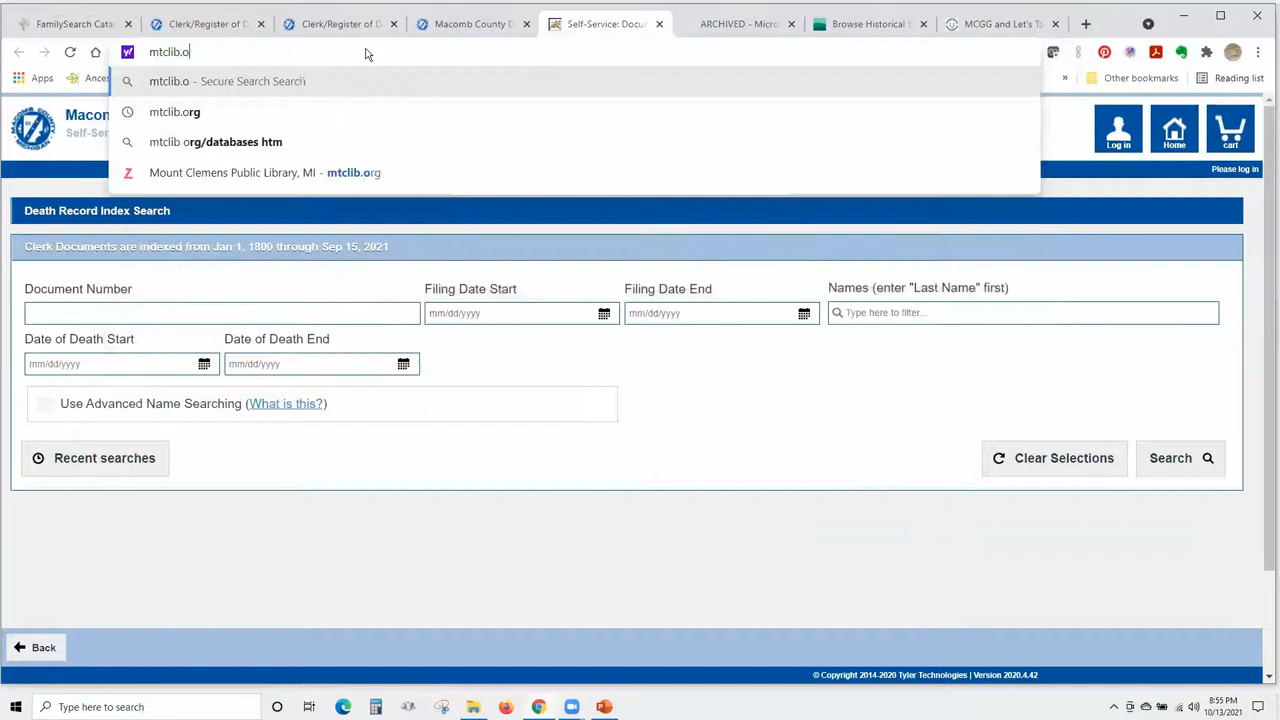 FamilySearch Cata
Clerk/Register of D
Clerk/Register of D
Macomb County D
Self-Service: Docu
ARCHIVED - Micro
Browse Historical
MCGG and Let's Ta
mtclib.o
mtclib.o - Secure Search Search
mtclib.org
mtclib org/databases htm
Mount Clemens Public Library, MI - mtclib.org
Apps
Ances
»
Other bookmarks
Reading list
Macom
Self-Ser
Log in
Home
cart
Please log in
Death Record Index Search
Clerk Documents are indexed from Jan 1, 1800 through Sep 15, 2021
Document Number
Filing Date Start
Filing Date End
Names (enter "Last Name" first)
mm/dd/yyyy
mm/dd/yyyy
Type here to filter...
Date of Death Start
Date of Death End
mm/dd/yyyy
mm/dd/yyyy
Use Advanced Name Searching (What is this?)
Recent searches
Clear Selections
Search
Back
© Copyright 2014-2020 Tyler Technologies | Version 2020.4.42
Type here to search
8:55 PM
10/13/2021